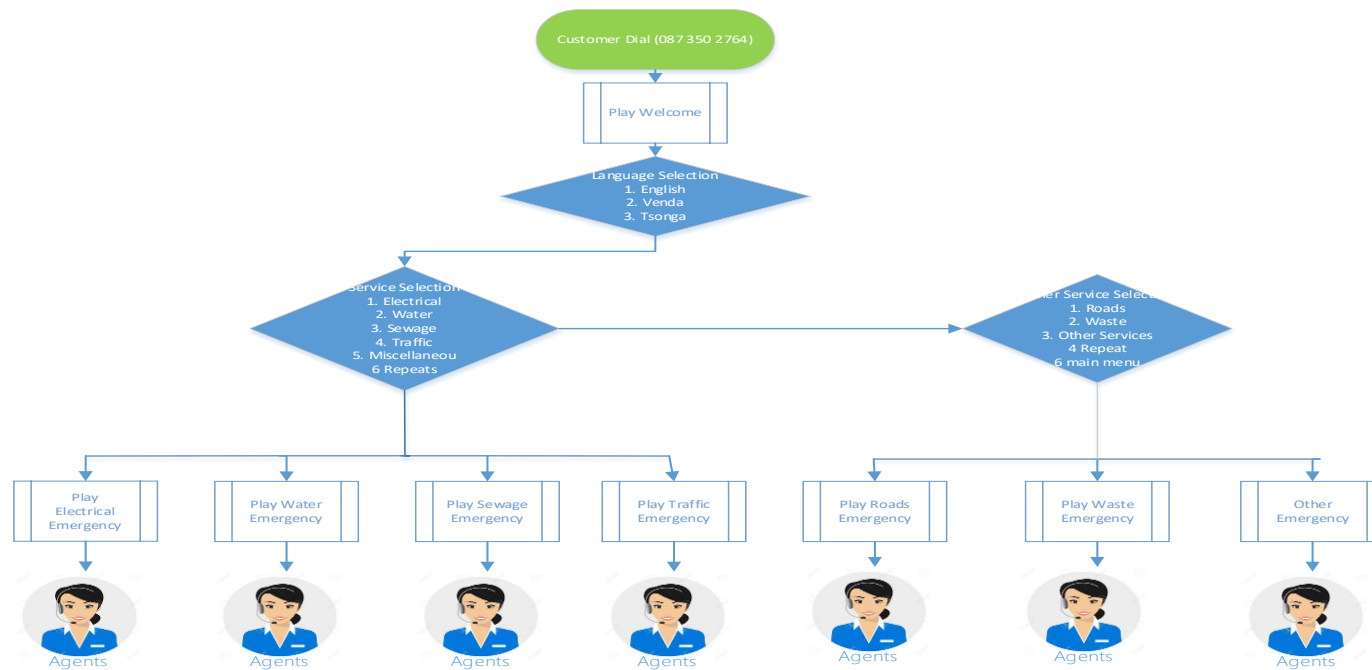 Customer Dial (087 350 2764)
Play Welcome
Language Selection
1. English
2. Venda
3. Tsonga
Service Selection
1. Electrical
2. Water
3. Sewage
4. Traffic
5. Miscellaneou
6 Repeats
Service Selec
1. Roads
2. Waste
3. Other Services
4 Repeat
6 main menu
Play
Electrical
Emergency
Play Water
Emergency
Play Sewage
Emergency
Play Traffic
Emergency
Play Roads
Emergency
Play Waste
Emergency
Other
Emergency
Agents
Agents
Agents
Agents
Agents
Agents
Agents